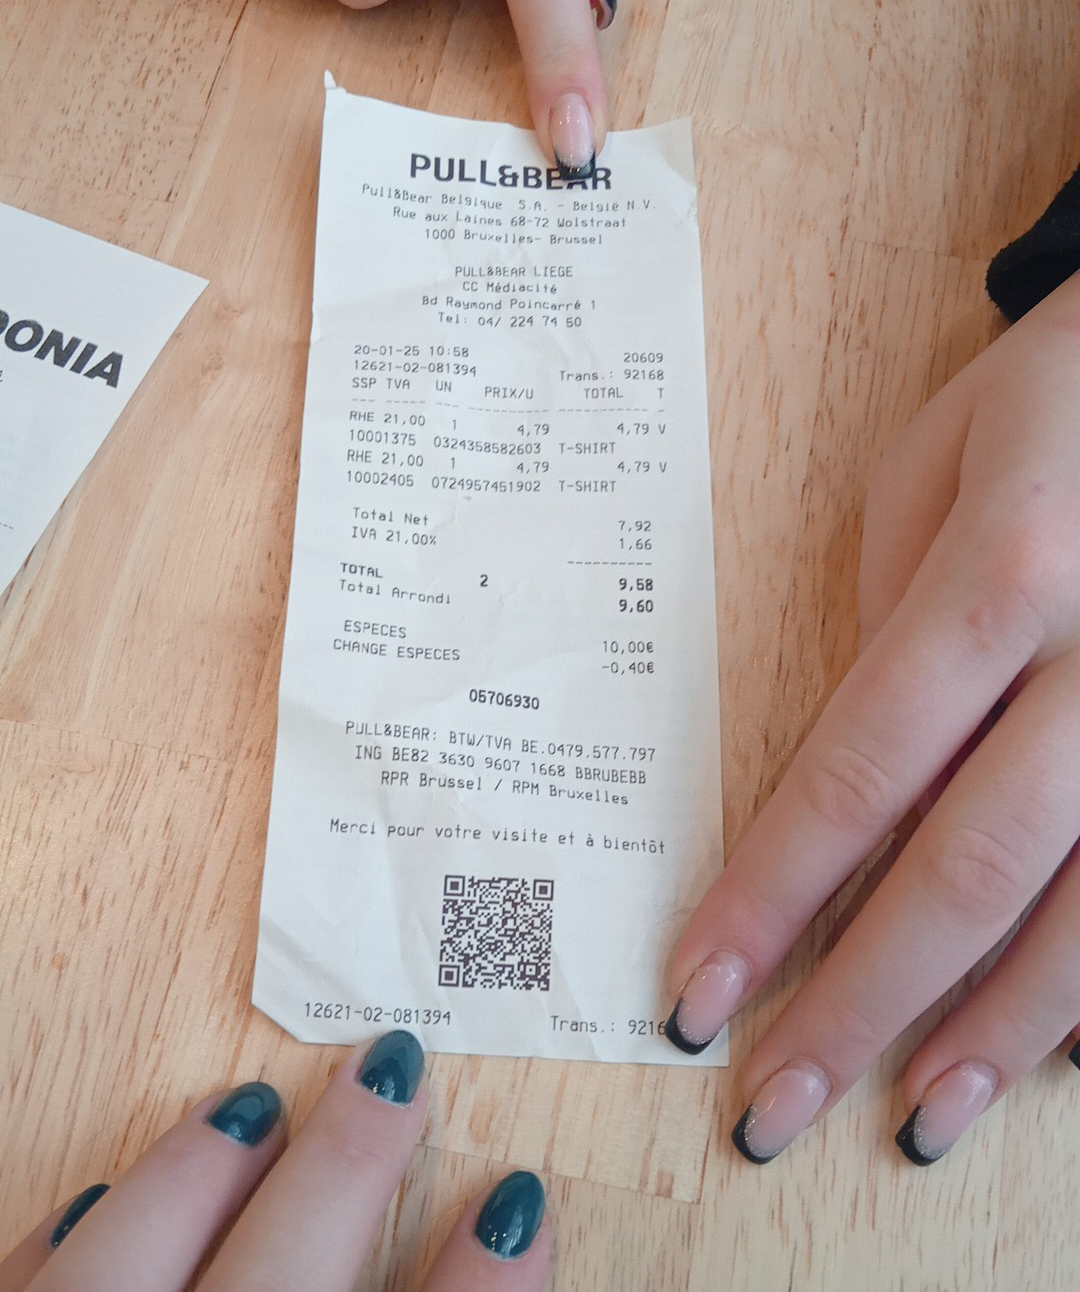 PULL&BEAR
Pull&Bear Belgique S.A. - België N.V.
Rue aux Laines 68-72 Wolstraat
1000 Bruxelles- Brussel
PULL&BEAR LIEGE
CC Médiacité
Bd Raymond Poincarré 1
Tel: 04/ 224 74 50
20-01-25 10:58 20609
12621-02-081394 Trans.: 92168
SSP TVA UN PRIX/U TOTAL T
RHE 21,00 1 4,79 4,79 V
10001375 0324358582603 T-SHIRT
RHE 21,00 1 4,79 4,79 V
10002405 0724957451902 T-SHIRT
Total Net 7,92
IVA 21,00% 1,66
TOTAL 2 9,58
Total Arrondi 9,60
ESPECES 10,00€
CHANGE ESPECES -0,40€
05706930
PULL&BEAR: BTW/TVA BE.0479.577.797
ING BE82 3630 9607 1668 BBRUBEBB
RPR Brussel / RPM Bruxelles
Merci pour votre visite et à bientôt
12621-02-081394 Trans.: 9216
ONIA